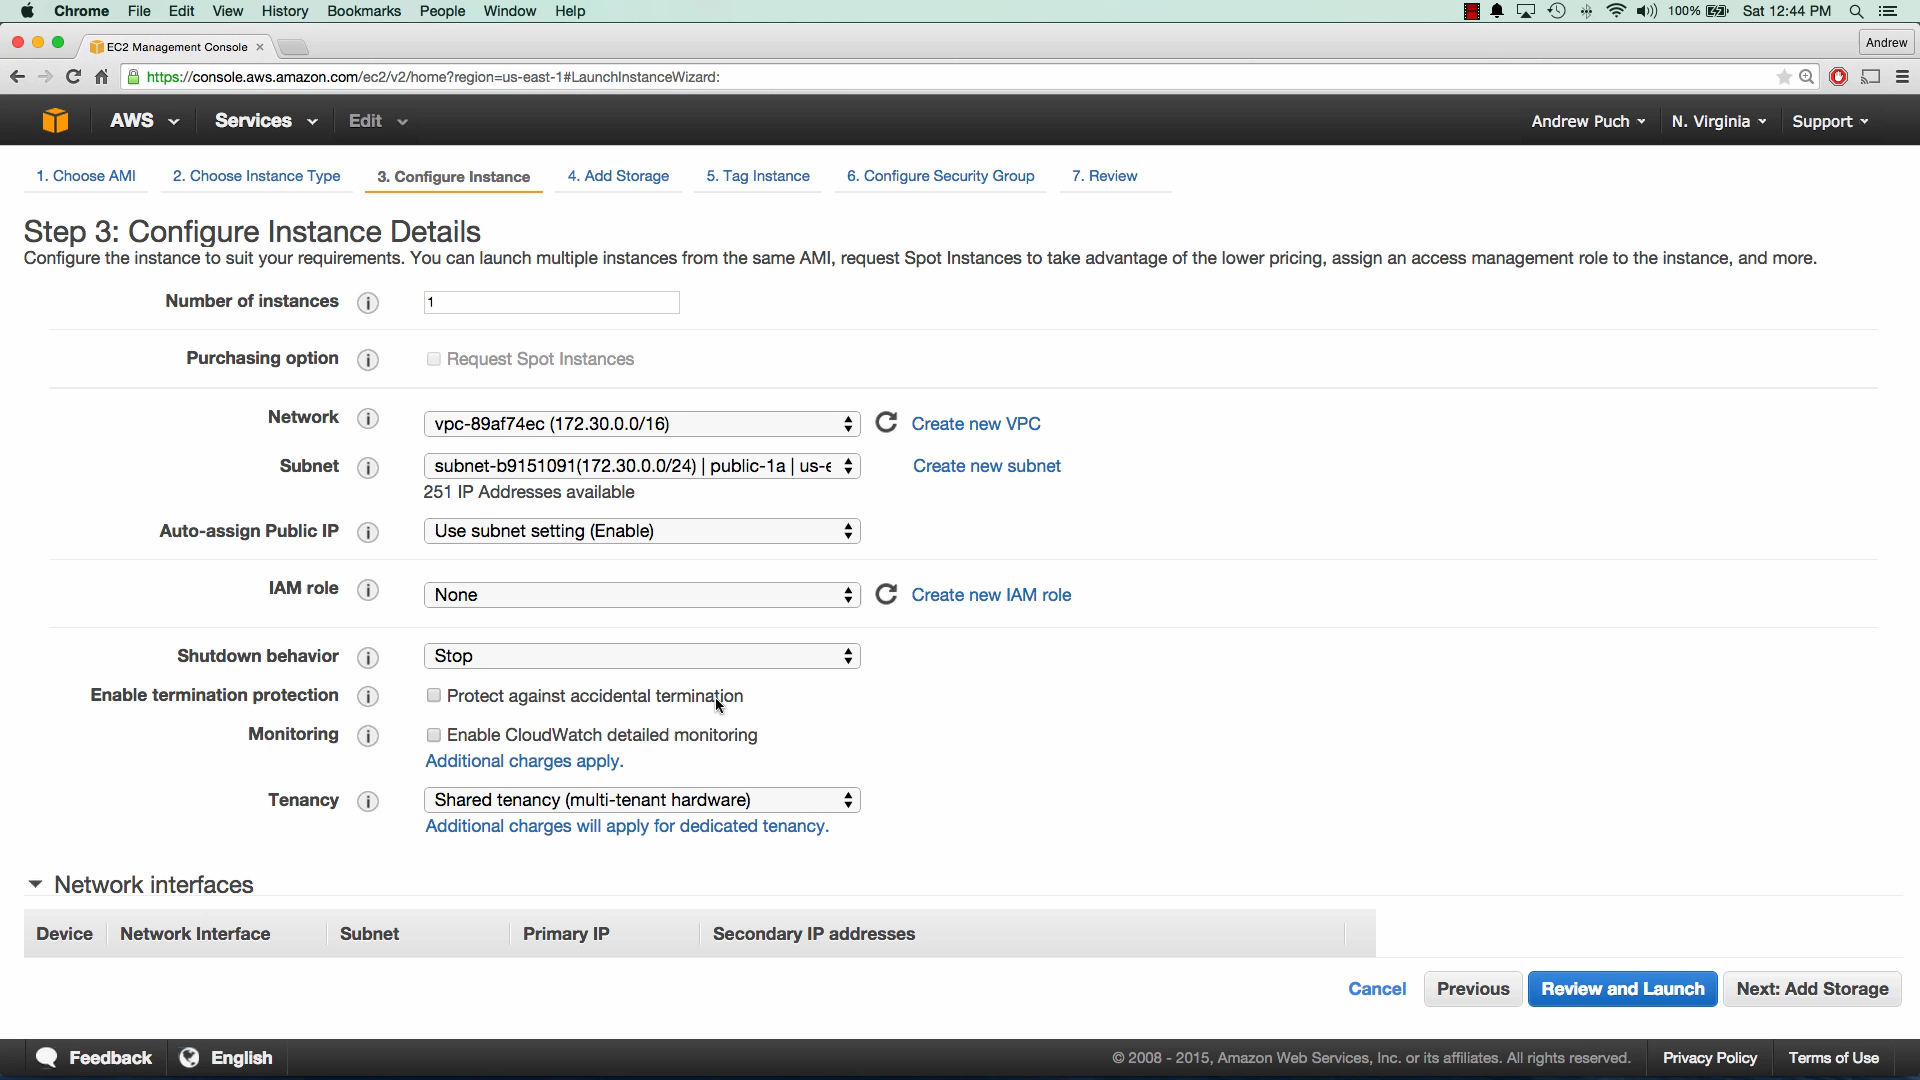 Chrome File Edit View History Bookmarks People Window Help 100% Sat 12:44 PM
EC2 Management Console Andrew
https://console.aws.amazon.com/ec2/v2/home?region=us-east-1#LaunchInstanceWizard:
AWS Services Edit Andrew Puch N. Virginia Support
1. Choose AMI 2. Choose Instance Type 3. Configure Instance 4. Add Storage 5. Tag Instance 6. Configure Security Group 7. Review
Step 3: Configure Instance Details
Configure the instance to suit your requirements. You can launch multiple instances from the same AMI, request Spot Instances to take advantage of the lower pricing, assign an access management role to the instance, and more.
Number of instances i 1
Purchasing option i Request Spot Instances
Network i vpc-89af74ec (172.30.0.0/16) Create new VPC
Subnet i subnet-b9151091(172.30.0.0/24) | public-1a | us-e Create new subnet
251 IP Addresses available
Auto-assign Public IP i Use subnet setting (Enable)
IAM role i None Create new IAM role
Shutdown behavior i Stop
Enable termination protection i Protect against accidental termination
Monitoring i Enable CloudWatch detailed monitoring
Additional charges apply.
Tenancy i Shared tenancy (multi-tenant hardware)
Additional charges will apply for dedicated tenancy.
Network interfaces
Device Network Interface Subnet Primary IP Secondary IP addresses
Cancel Previous Review and Launch Next: Add Storage
Feedback English © 2008 - 2015, Amazon Web Services, Inc. or its affiliates. All rights reserved. Privacy Policy Terms of Use